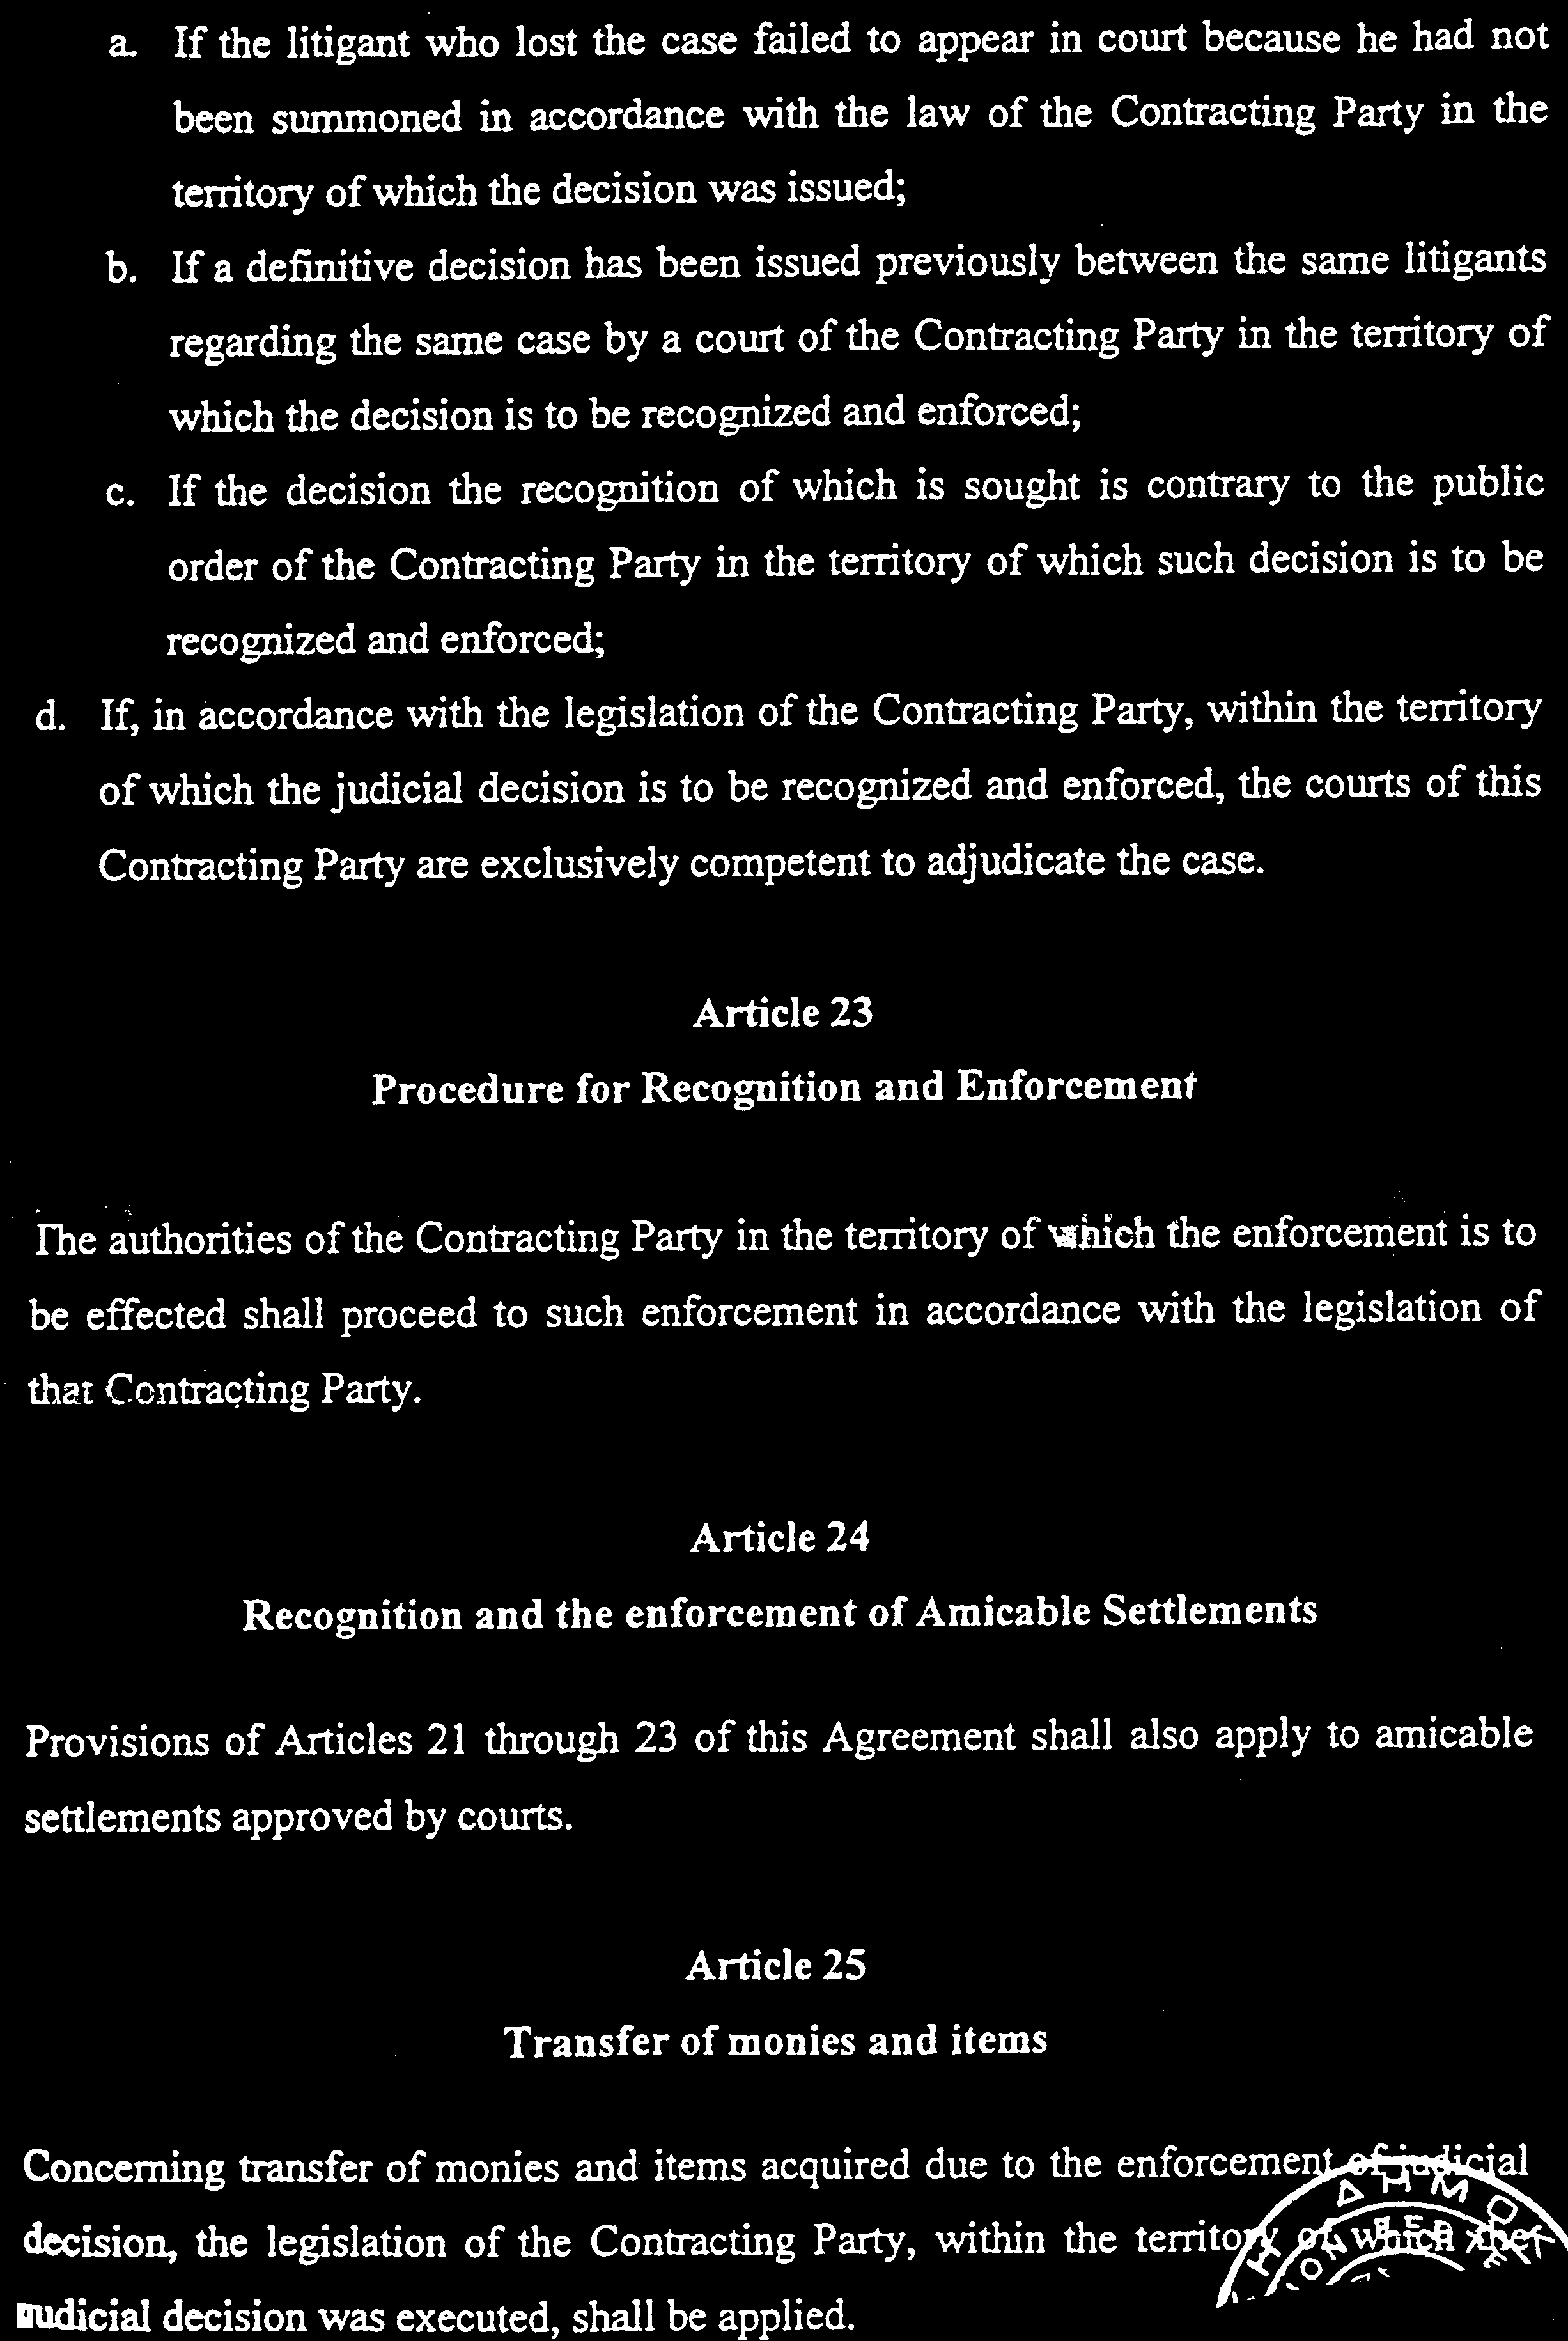 a. If the litigant who lost the case failed to appear in court because he had not
been summoned in accordance with the law of the Contracting Party in the
territory of which the decision was issued;
b. If a definitive decision has been issued previously between the same litigants
regarding the same case by a court of the Contracting Party in the territory of
which the decision is to be recognized and enforced;
c. If the decision the recognition of which is sought is contrary to the public
order of the Contracting Party in the territory of which such decision is to be
recognized and enforced;
d. If, in accordance with the legislation of the Contracting Party, within the territory
of which the judicial decision is to be recognized and enforced, the courts of this
Contracting Party are exclusively competent to adjudicate the case.
Article 23
Procedure for Recognition and Enforcement
The authorities of the Contracting Party in the territory of which the enforcement is to
be effected shall proceed to such enforcement in accordance with the legislation of
that Contracting Party.
Article 24
Recognition and the enforcement of Amicable Settlements
Provisions of Articles 21 through 23 of this Agreement shall also apply to amicable
settlements approved by courts.
Article 25
Transfer of monies and items
Concerning transfer of monies and items acquired due to the enforcement of judicial
decision, the legislation of the Contracting Party, within the territory of which the
judicial decision was executed, shall be applied.